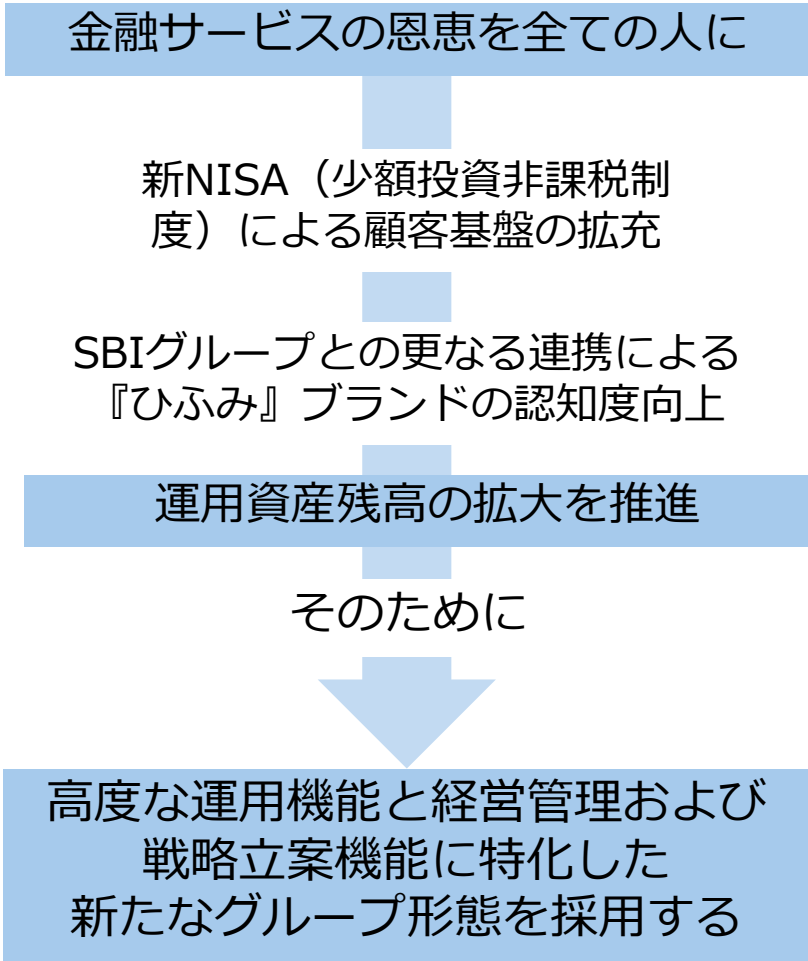 金融サービスの恩恵を全ての人に
新NISA（少額投資非課税制
度）による顧客基盤の拡充
SBIグループとの更なる連携による
『ひふみ』ブランドの認知度向上
運用資産残高の拡大を推進
そのために
高度な運用機能と経営管理および
戦略立案機能に特化した
新たなグループ形態を採用する